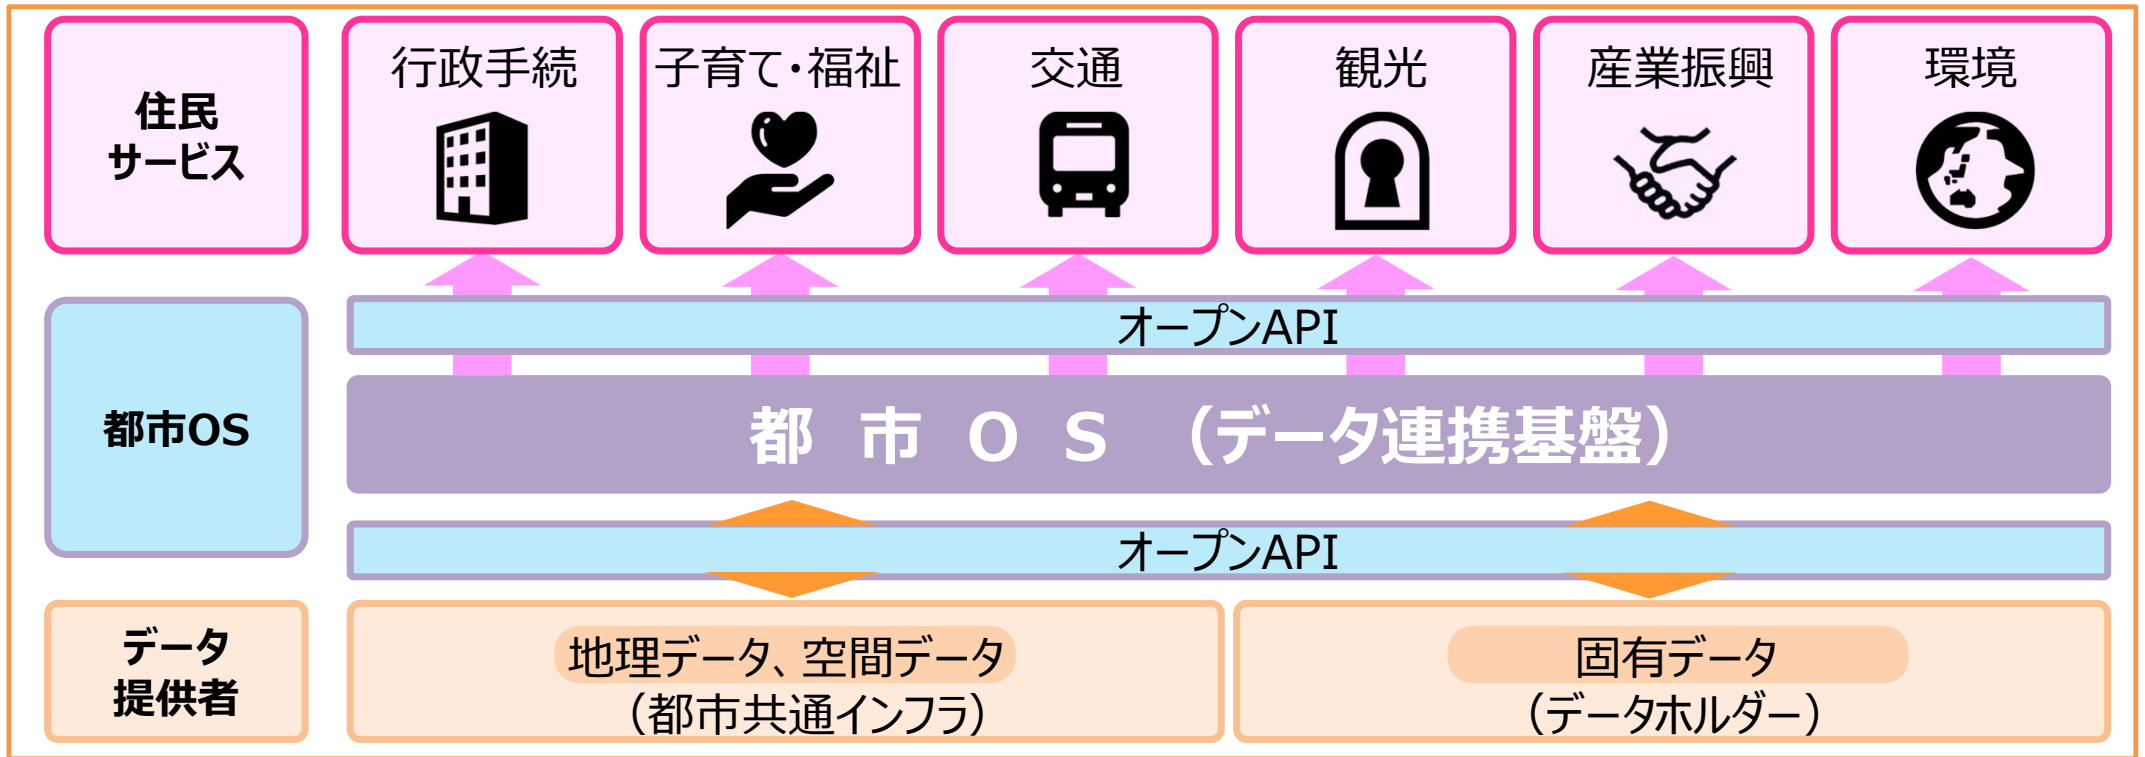 住民
サービス
行政手続
子育て・福祉
交通
観光
産業振興
環境
都市OS
オープンAPI
都 市 O S (データ連携基盤)
オープンAPI
データ
提供者
地理データ、空間データ
(都市共通インフラ)
固有データ
(データホルダー)